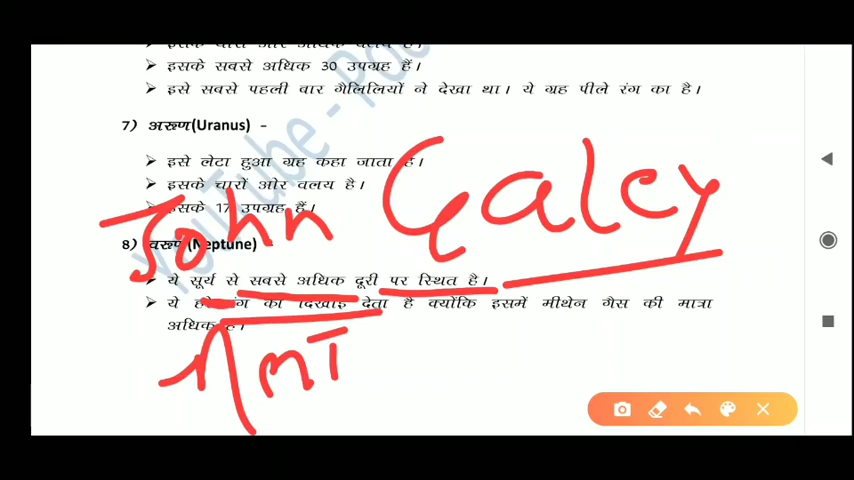 ➤ इसके सबसे अधिक 30 उपग्रह हैं।
➤ इसे सबसे पहली बार गैलिलियों ने देखा था। ये ग्रह पीले रंग का है।
7) अरुण(Uranus) -
➤ इसे लेटा हुआ ग्रह कहा जाता है।
➤ इसके चारों ओर वलय है।
➤ इसके 17 उपग्रह हैं।
John Galey
8) वरुण(Neptune) -
➤ ये सूर्य से सबसे अधिक दूरी पर स्थित है।
➤ ये हरे रंग का दिखाई देता है क्योंकि इसमें मीथेन गैस की मात्रा
अधिक है।
YouTube -